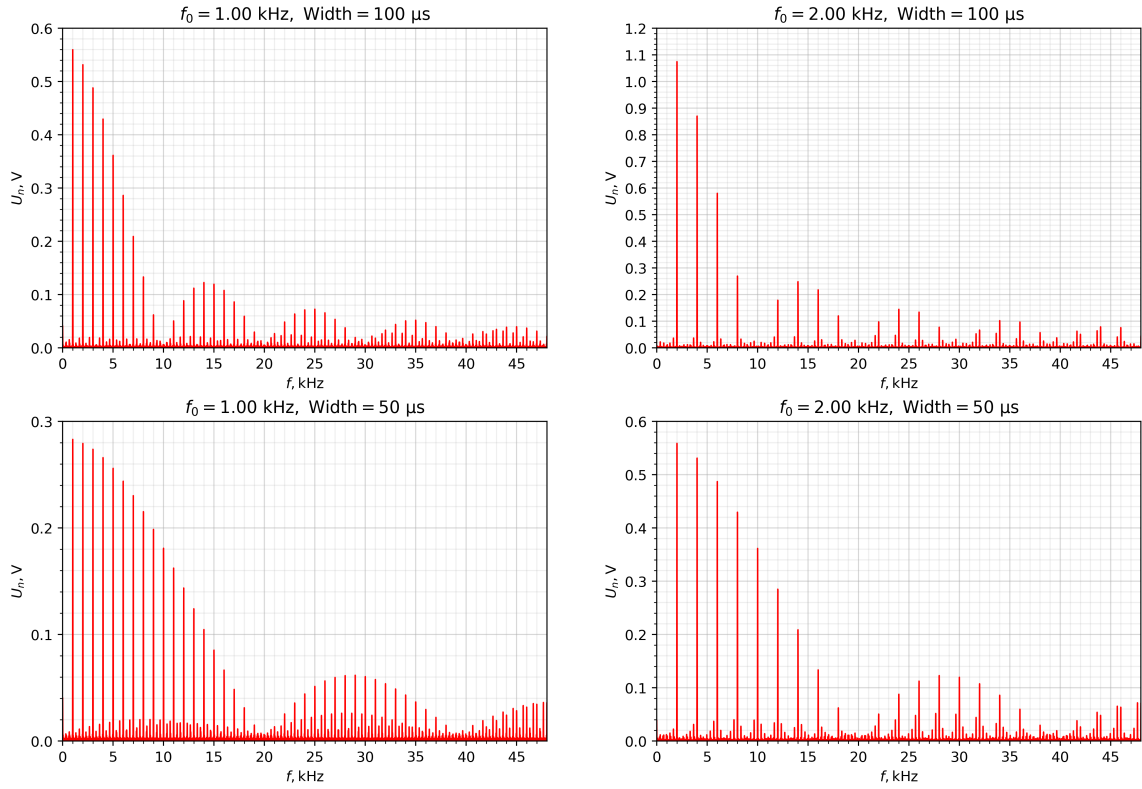 f₀ = 1.00 kHz, Width = 100 µs
0.6
0.5
0.4
0.3
0.2
0.1
0.0
Uₙ, V
0 5 10 15 20 25 30 35 40 45
f, kHz
f₀ = 2.00 kHz, Width = 100 µs
1.2
1.1
1.0
0.9
0.8
0.7
0.6
0.5
0.4
0.3
0.2
0.1
0.0
Uₙ, V
0 5 10 15 20 25 30 35 40 45
f, kHz
f₀ = 1.00 kHz, Width = 50 µs
0.3
0.2
0.1
0.0
Uₙ, V
0 5 10 15 20 25 30 35 40 45
f, kHz
f₀ = 2.00 kHz, Width = 50 µs
0.6
0.5
0.4
0.3
0.2
0.1
0.0
Uₙ, V
0 5 10 15 20 25 30 35 40 45
f, kHz